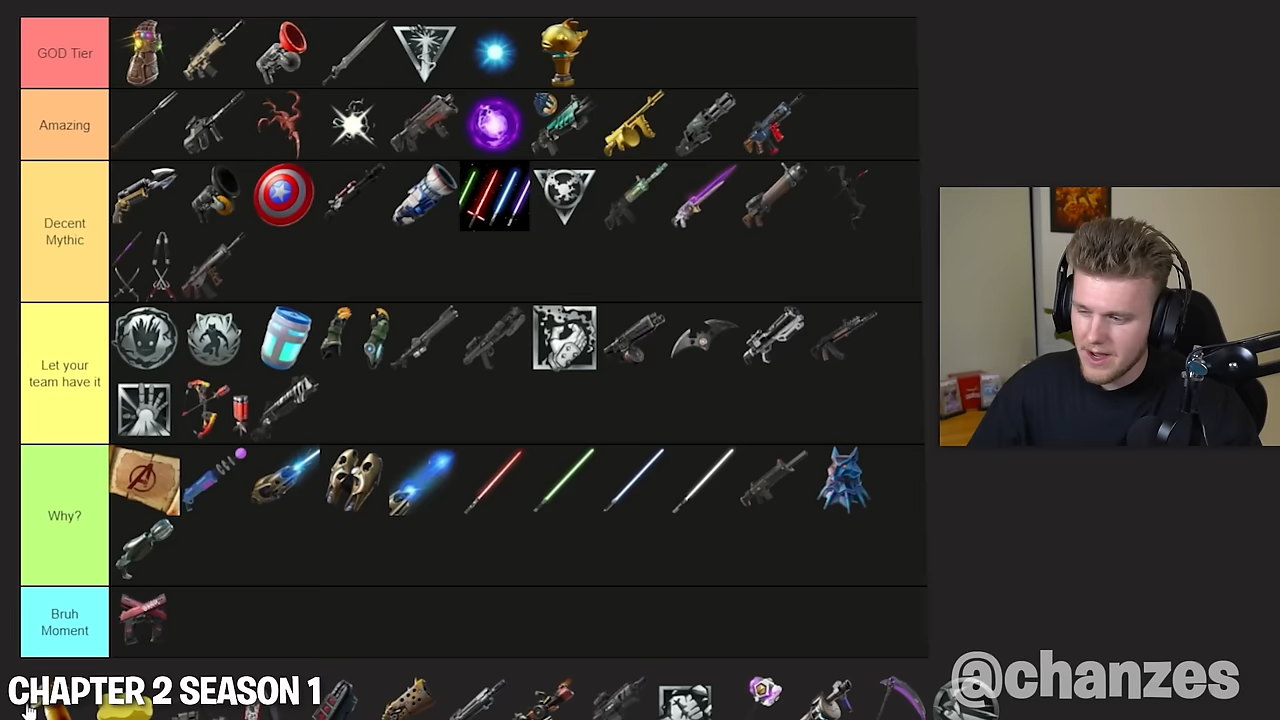 GOD Tier
Amazing
Decent
Mythic
Let your
team have it
Why?
Bruh
Moment
CHAPTER 2 SEASON 1
@chanzes